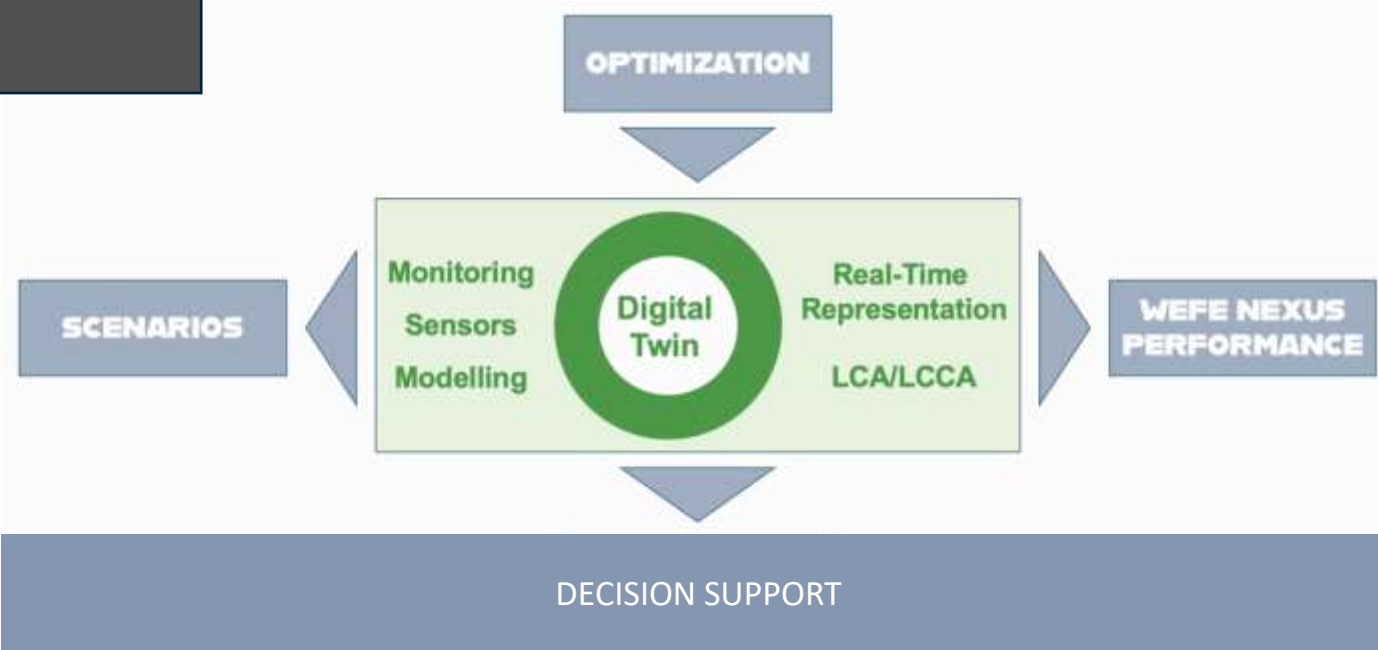 OPTIMIZATION
SCENARIOS
Monitoring
Sensors
Modelling
Digital
Twin
Real-Time
Representation
LCA/LCCA
WEFE NEXUS
PERFORMANCE
DECISION SUPPORT